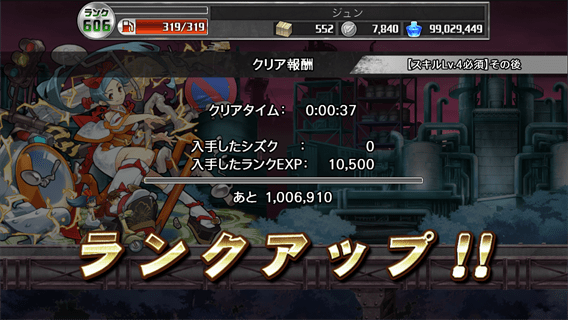 ランク
606
319/319
ジュン
552
7,840
99,029,449
クリア報酬
【スキルLv.4必須】その後
クリアタイム： 0:00:37
入手したシズク ： 0
入手したランクEXP： 10,500
あと 1,006,910
ランクアップ!!